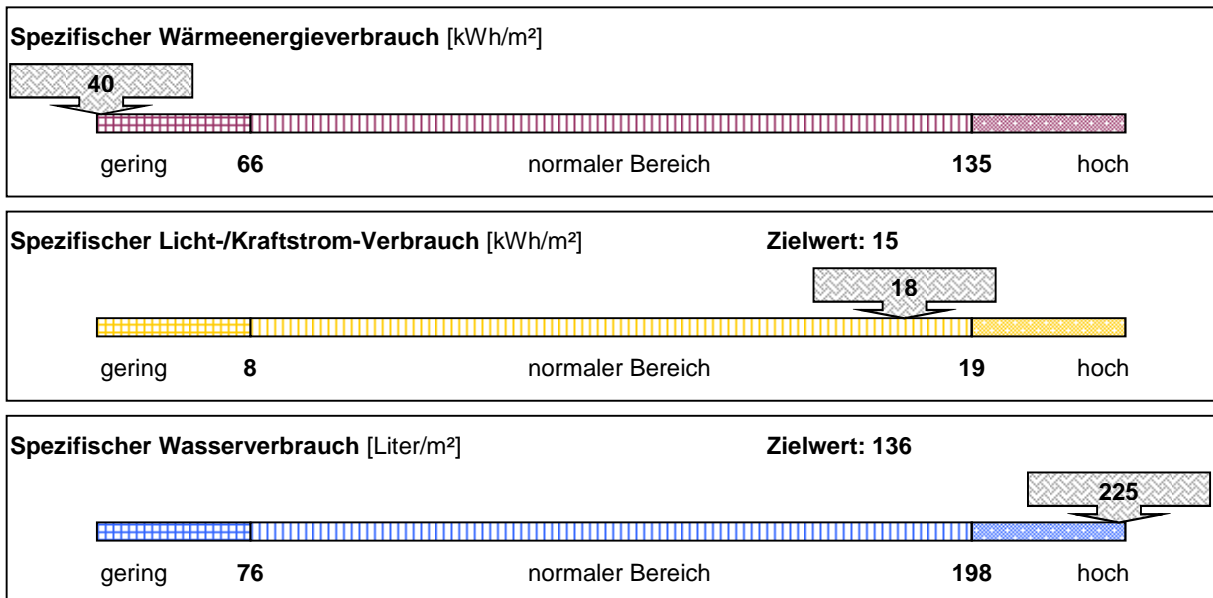 Spezifischer Wärmeenergieverbrauch [kWh/m²]
40
gering 66 normaler Bereich 135 hoch
Spezifischer Licht-/Kraftstrom-Verbrauch [kWh/m²] Zielwert: 15
18
gering 8 normaler Bereich 19 hoch
Spezifischer Wasserverbrauch [Liter/m²] Zielwert: 136
225
gering 76 normaler Bereich 198 hoch